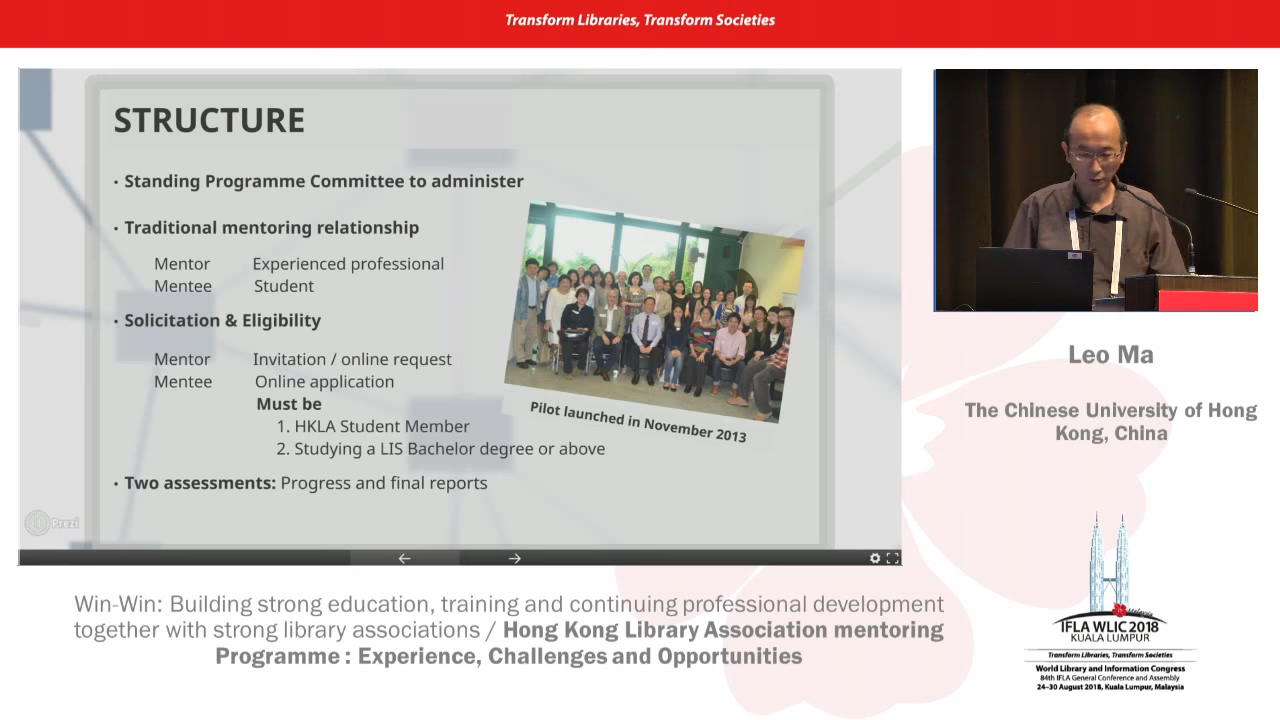 Transform Libraries, Transform Societies
STRUCTURE
· Standing Programme Committee to administer
· Traditional mentoring relationship
Mentor Experienced professional
Mentee Student
· Solicitation & Eligibility
Mentor Invitation / online request
Mentee Online application
Must be
1. HKLA Student Member
2. Studying a LIS Bachelor degree or above
· Two assessments: Progress and final reports
Pilot launched in November 2013
Prezi
Leo Ma
The Chinese University of Hong
Kong, China
Win-Win: Building strong education, training and continuing professional development
together with strong library associations / Hong Kong Library Association mentoring
Programme : Experience, Challenges and Opportunities
malaysia
IFLA WLIC 2018
KUALA LUMPUR
Transform Libraries, Transform Societies
World Library and Information Congress
84th IFLA General Conference and Assembly
24–30 August 2018, Kuala Lumpur, Malaysia